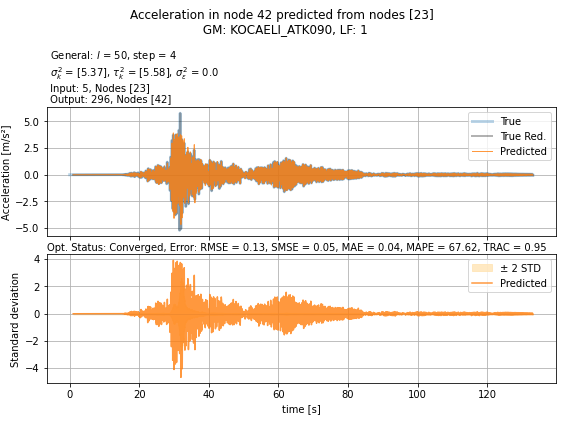 Acceleration in node 42 predicted from nodes [23]
GM: KOCAELI_ATK090, LF: 1
General: l = 50, step = 4
σ²ₖ = [5.37], τ²ₖ = [5.58], σ²ε = 0.0
Input: 5, Nodes [23]
Output: 296, Nodes [42]
Acceleration [m/s²]
5.0
2.5
0.0
−2.5
−5.0
True
True Red.
Predicted
Opt. Status: Converged, Error: RMSE = 0.13, SMSE = 0.05, MAE = 0.04, MAPE = 67.62, TRAC = 0.95
Standard deviation
4
2
0
−2
−4
± 2 STD
Predicted
0 20 40 60 80 100 120
time [s]